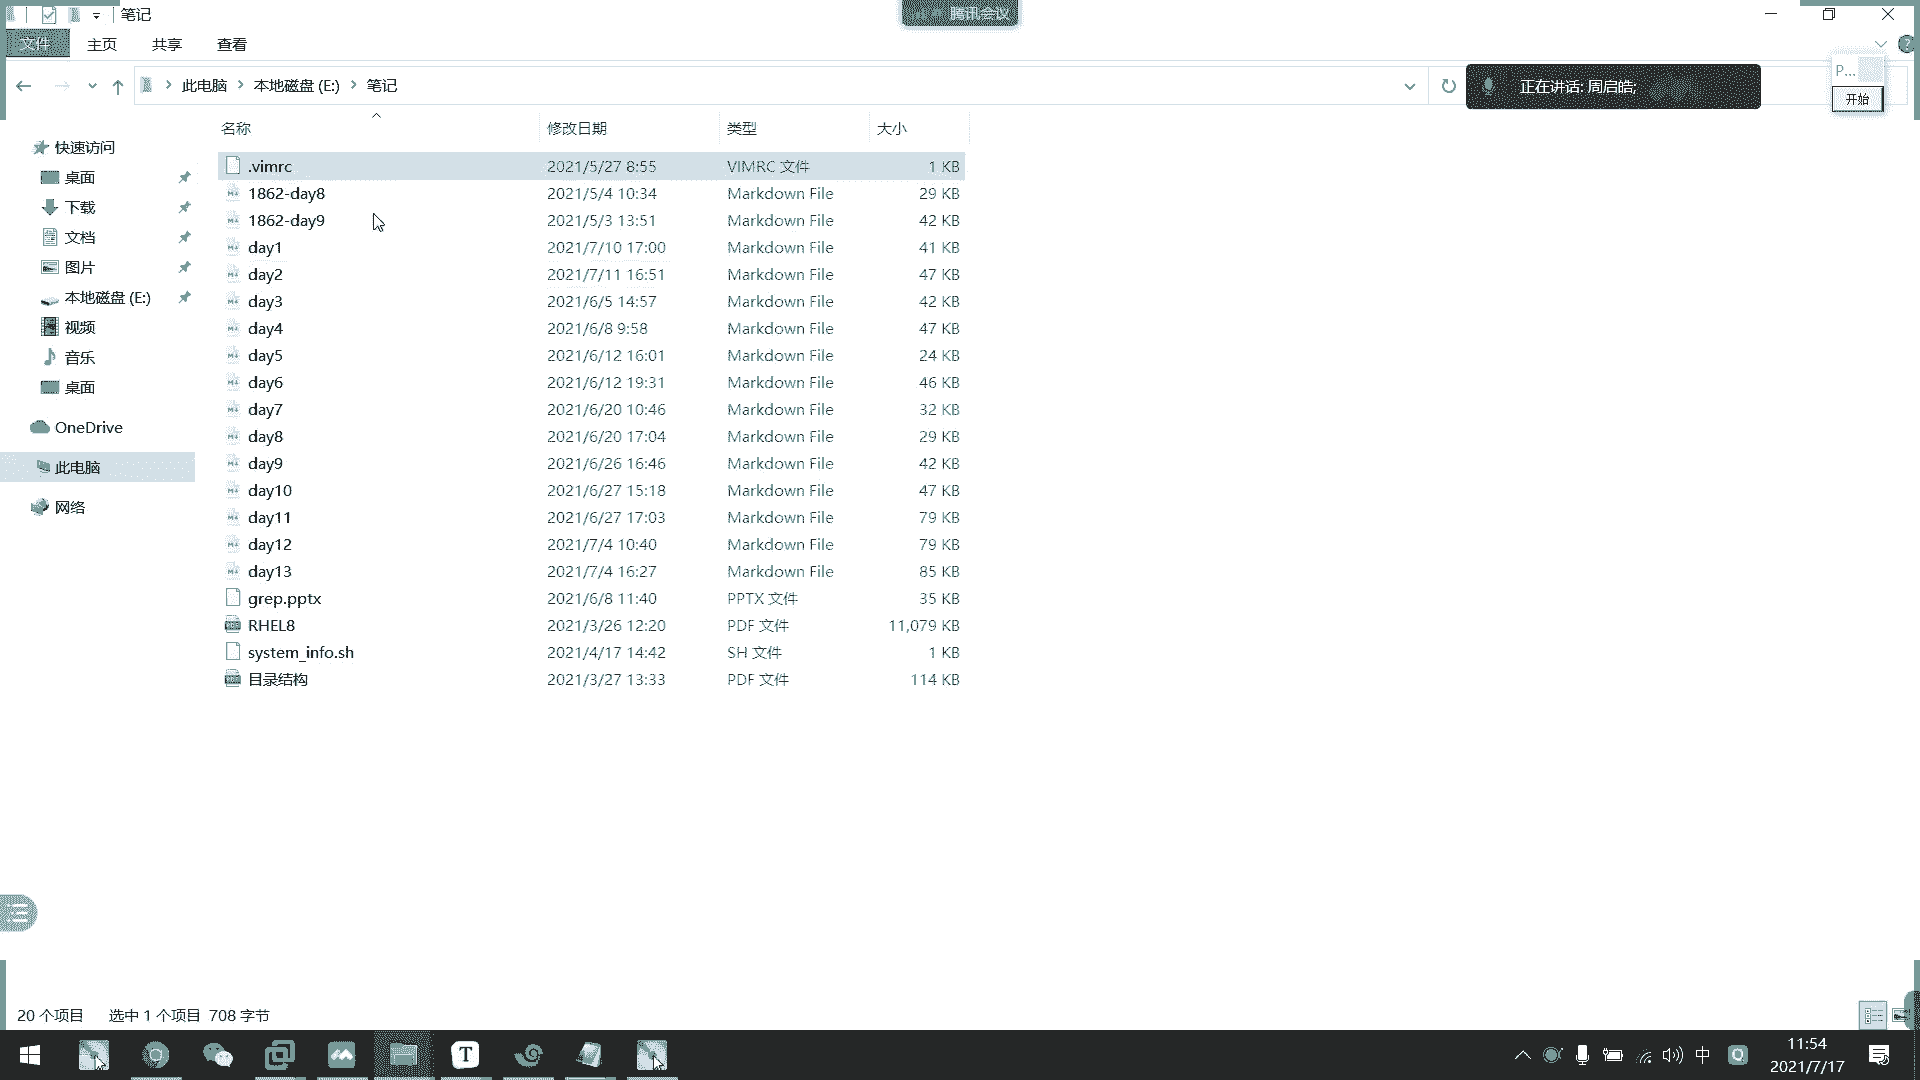 笔记
腾讯会议
文件 主页 共享 查看
此电脑 本地磁盘 (E:) 笔记
正在讲话: 周启皓;
P...
开始
名称 修改日期 类型 大小
快速访问
桌面
下载
文档
图片
本地磁盘 (E:)
视频
音乐
桌面
OneDrive
此电脑
网络
.vimrc 2021/5/27 8:55 VIMRC 文件 1 KB
1862-day8 2021/5/4 10:34 Markdown File 29 KB
1862-day9 2021/5/3 13:51 Markdown File 42 KB
day1 2021/7/10 17:00 Markdown File 41 KB
day2 2021/7/11 16:51 Markdown File 47 KB
day3 2021/6/5 14:57 Markdown File 42 KB
day4 2021/6/8 9:58 Markdown File 47 KB
day5 2021/6/12 16:01 Markdown File 24 KB
day6 2021/6/12 19:31 Markdown File 46 KB
day7 2021/6/20 10:46 Markdown File 32 KB
day8 2021/6/20 17:04 Markdown File 29 KB
day9 2021/6/26 16:46 Markdown File 42 KB
day10 2021/6/27 15:18 Markdown File 47 KB
day11 2021/6/27 17:03 Markdown File 79 KB
day12 2021/7/4 10:40 Markdown File 79 KB
day13 2021/7/4 16:27 Markdown File 85 KB
grep.pptx 2021/6/8 11:40 PPTX 文件 35 KB
RHEL8 2021/3/26 12:20 PDF 文件 11,079 KB
system_info.sh 2021/4/17 14:42 SH 文件 1 KB
目录结构 2021/3/27 13:33 PDF 文件 114 KB
20 个项目 选中 1 个项目 708 字节
中
11:54
2021/7/17